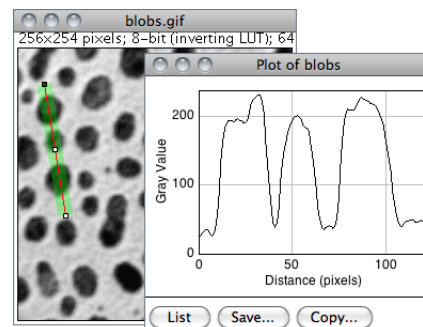 blobs.gif
256x254 pixels; 8-bit (inverting LUT); 64
Plot of blobs
200
100
0
Gray Value
0 50 100
Distance (pixels)
List Save... Copy...